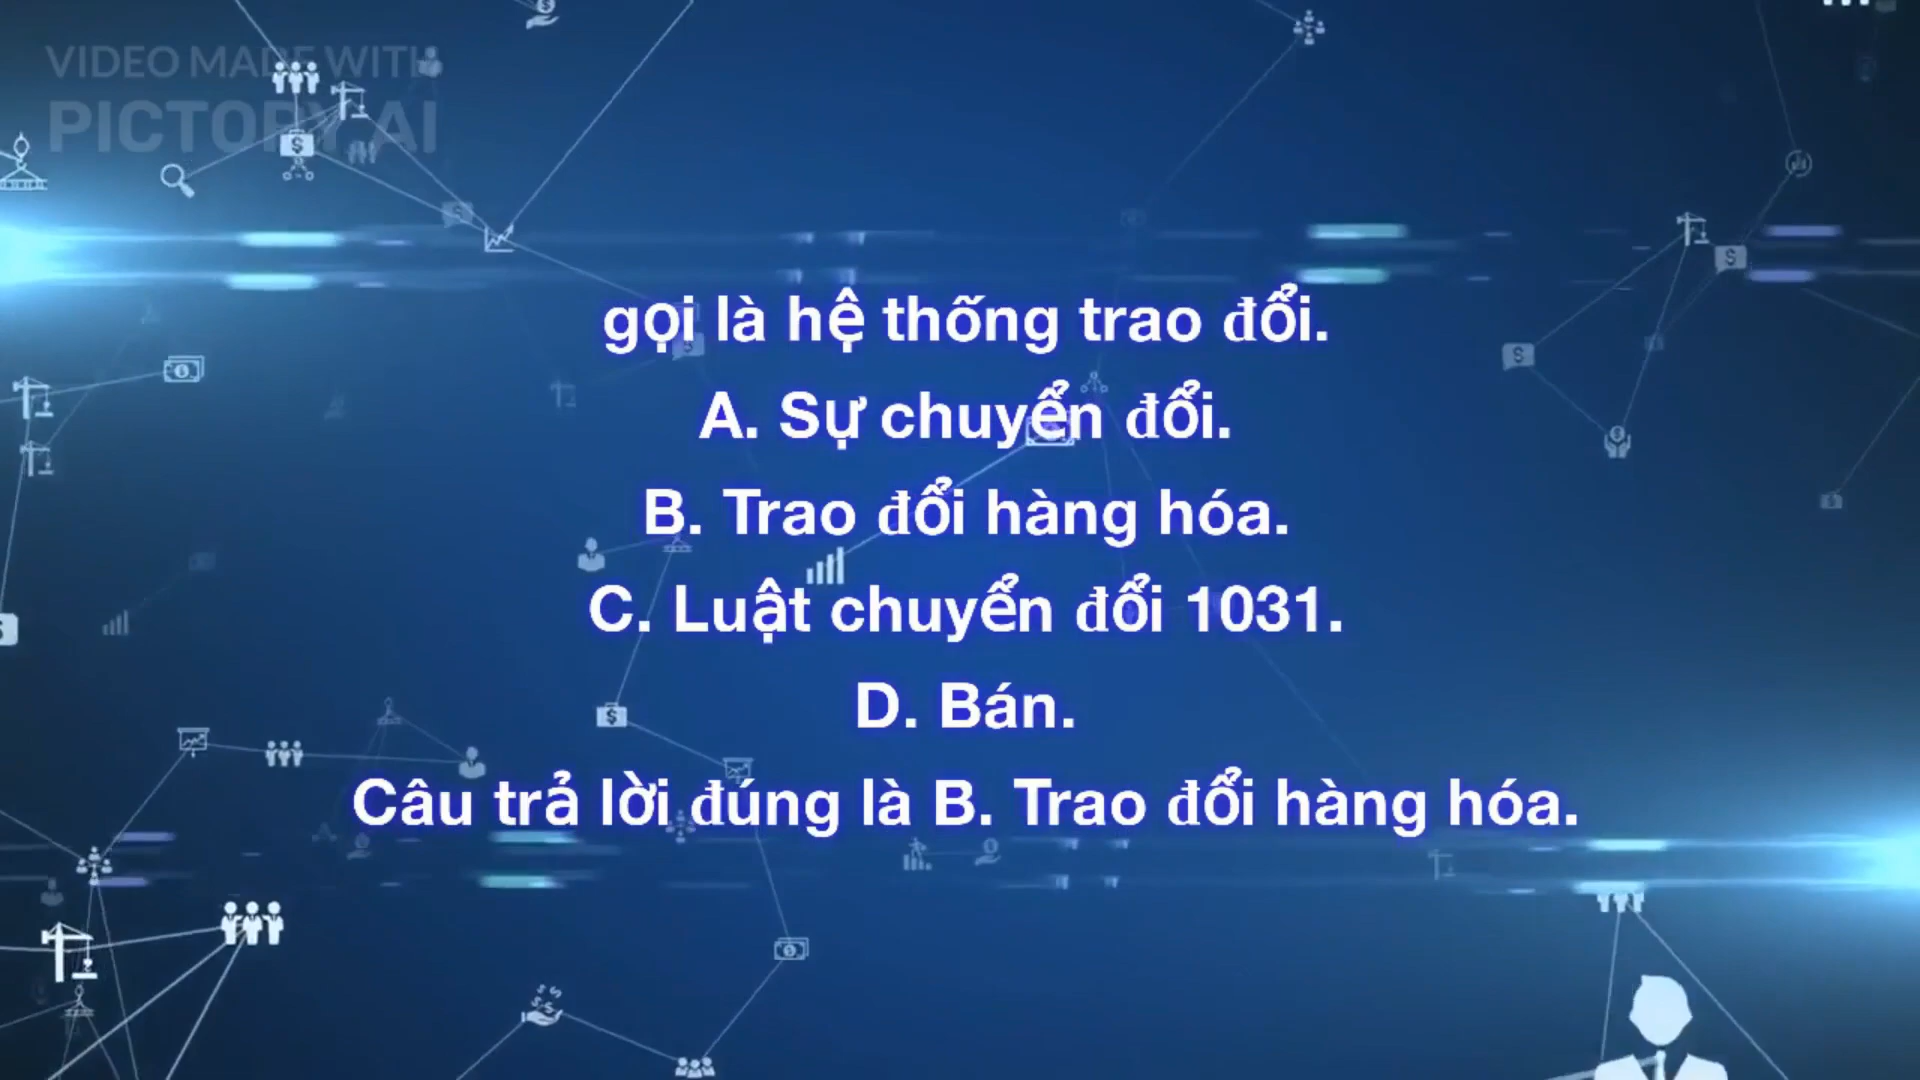 VIDEO MADE WITH
PICTORY.AI
gọi là hệ thống trao đổi.
A. Sự chuyển đổi.
B. Trao đổi hàng hóa.
C. Luật chuyển đổi 1031.
D. Bán.
Câu trả lời đúng là B. Trao đổi hàng hóa.